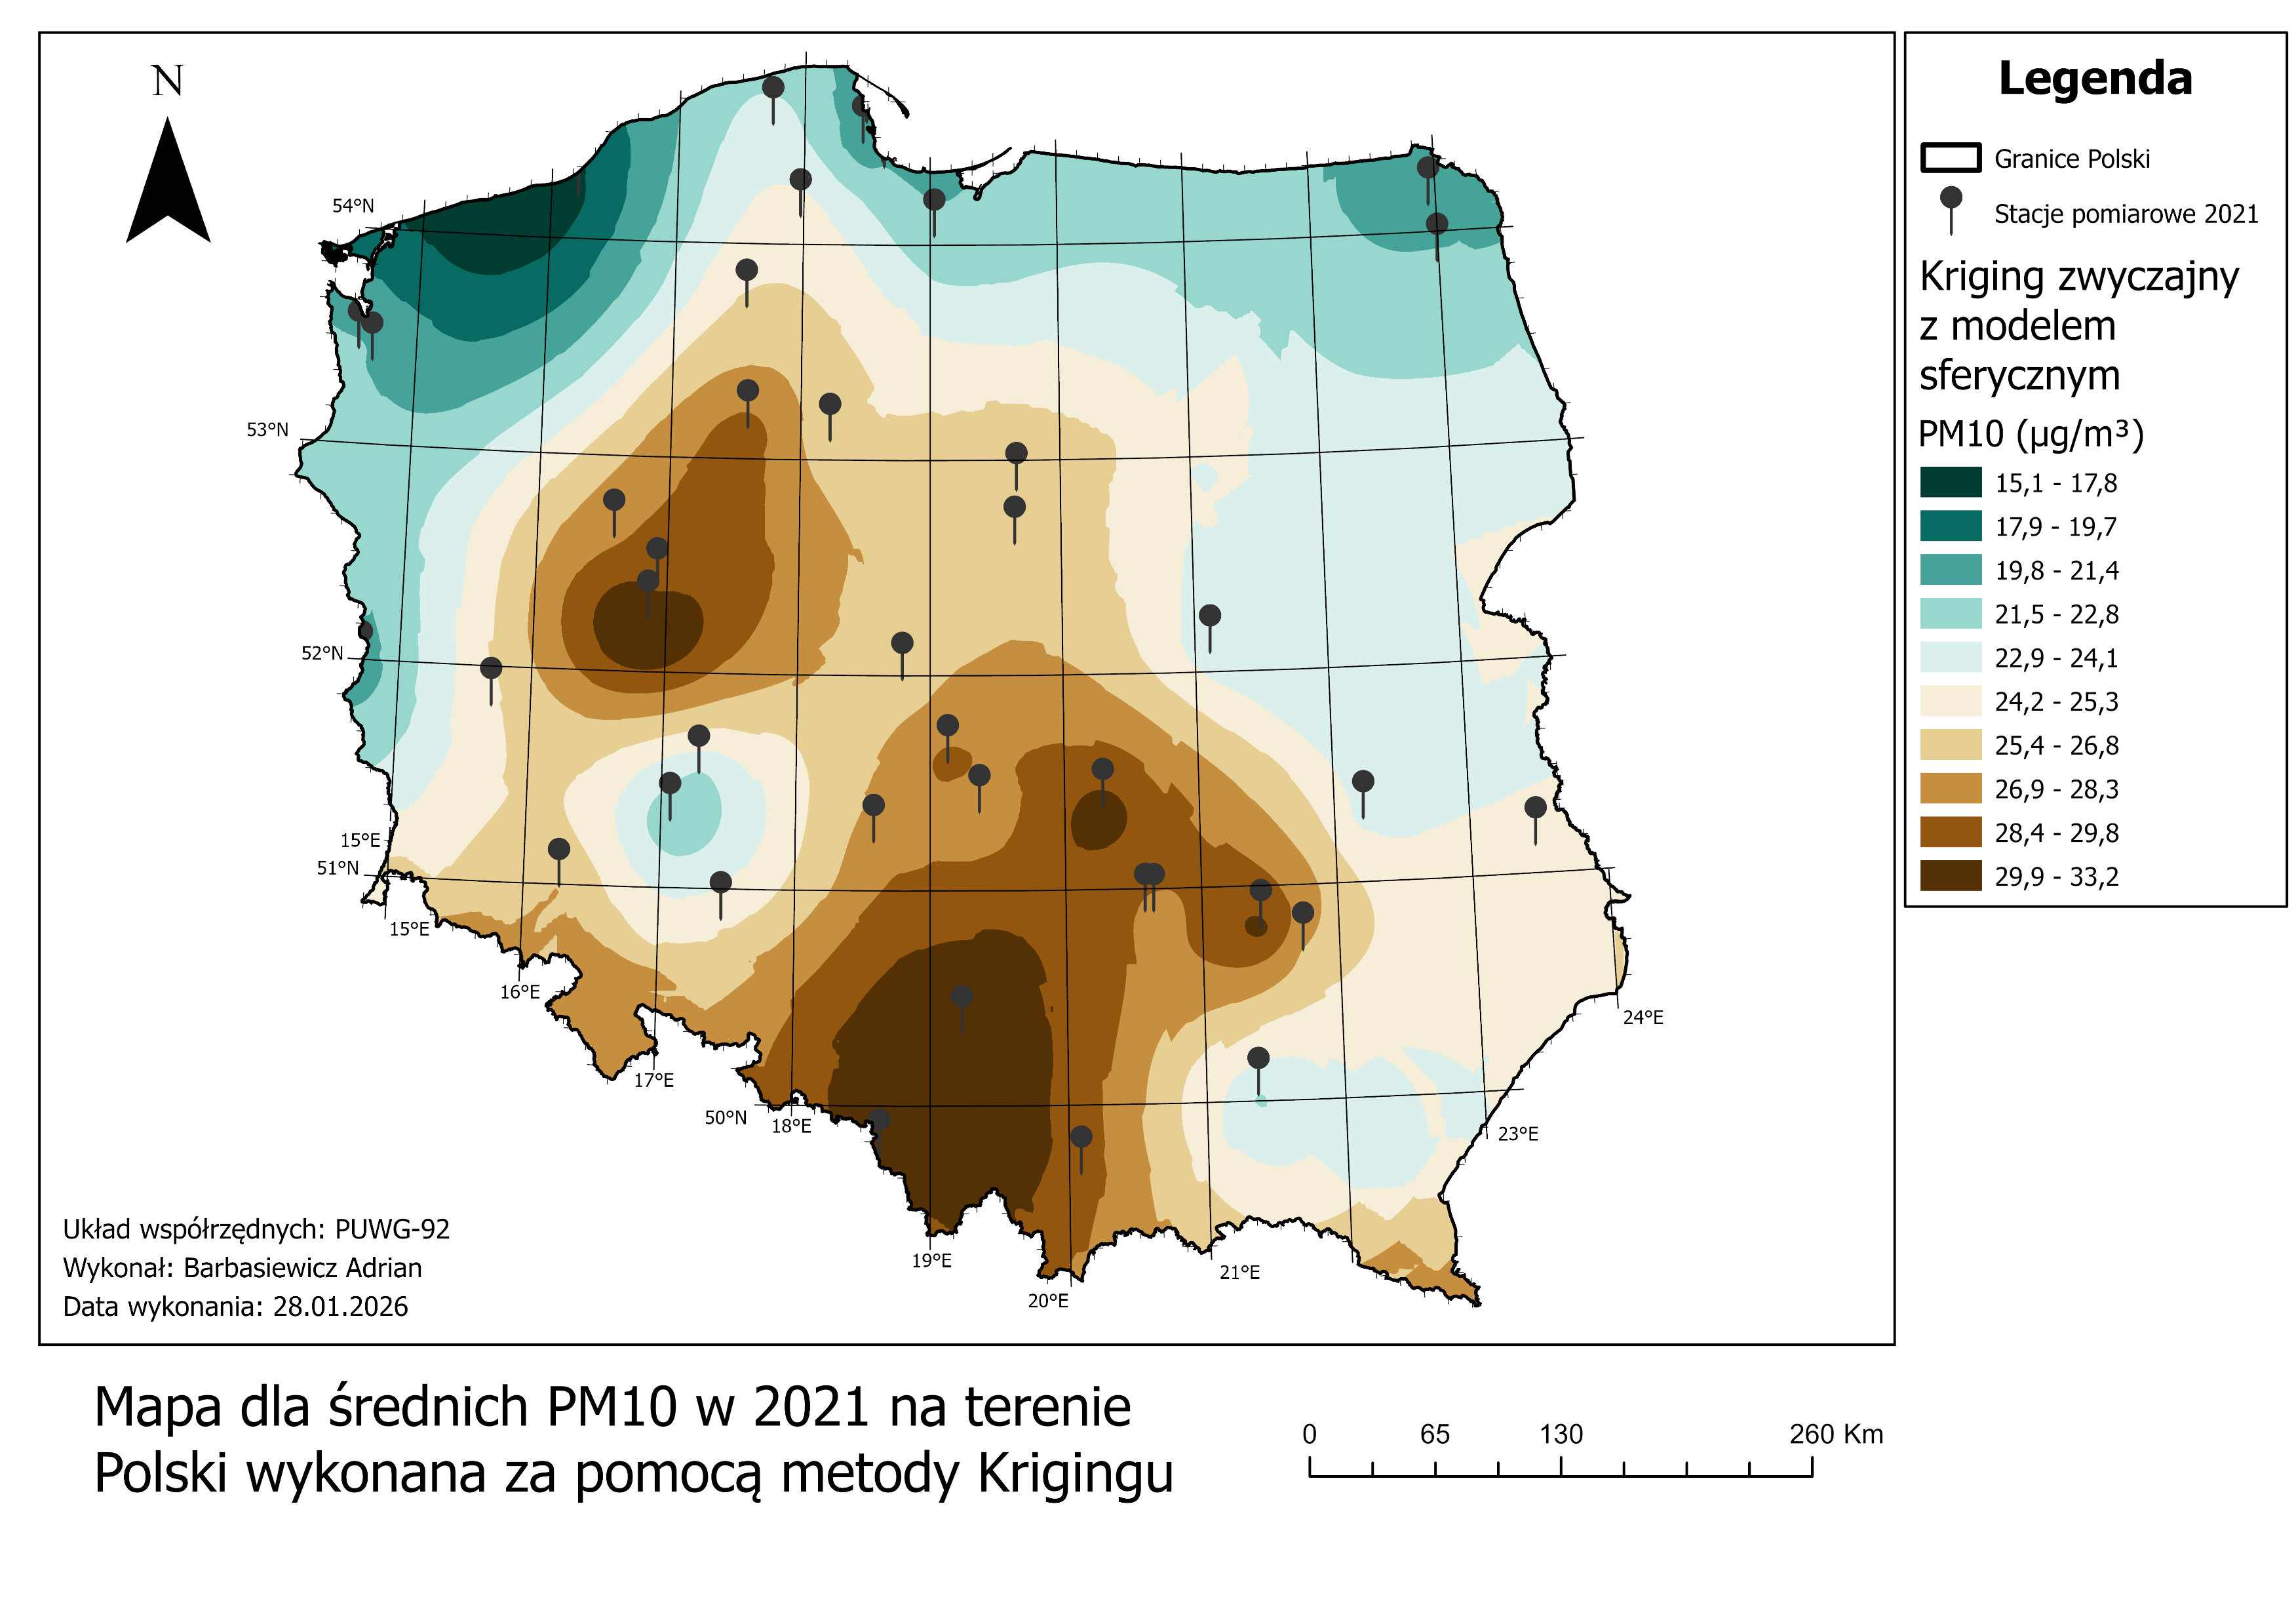 N
54°N
53°N
52°N
15°E
51°N
15°E
16°E
17°E
50°N
18°E
19°E
20°E
21°E
23°E
24°E
Układ współrzędnych: PUWG-92
Wykonał: Barbasiewicz Adrian
Data wykonania: 28.01.2026
Legenda
Granice Polski
Stacje pomiarowe 2021
Kriging zwyczajny
z modelem
sferycznym
PM10 (µg/m³)
15,1 - 17,8
17,9 - 19,7
19,8 - 21,4
21,5 - 22,8
22,9 - 24,1
24,2 - 25,3
25,4 - 26,8
26,9 - 28,3
28,4 - 29,8
29,9 - 33,2
Mapa dla średnich PM10 w 2021 na terenie
Polski wykonana za pomocą metody Krigingu
0 65 130 260 Km